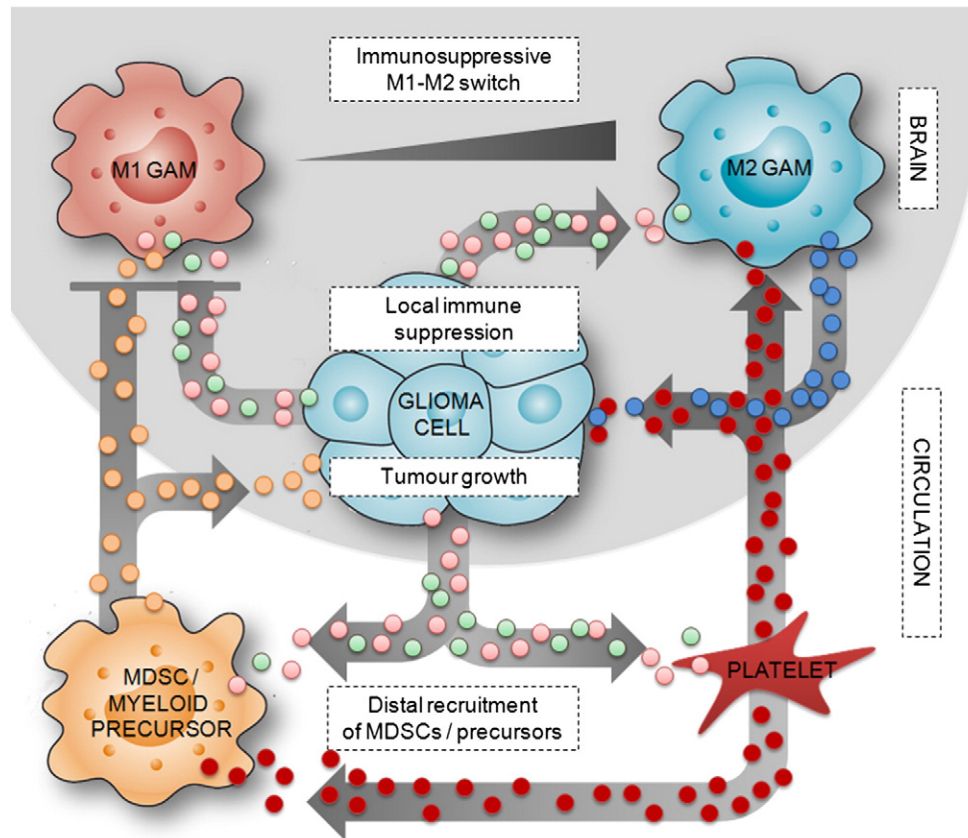 Immunosuppressive
M1-M2 switch
M1 GAM
M2 GAM
BRAIN
Local immune
suppression
GLIOMA
CELL
Tumour growth
CIRCULATION
MDSC /
MYELOID
PRECURSOR
PLATELET
Distal recruitment
of MDSCs / precursors